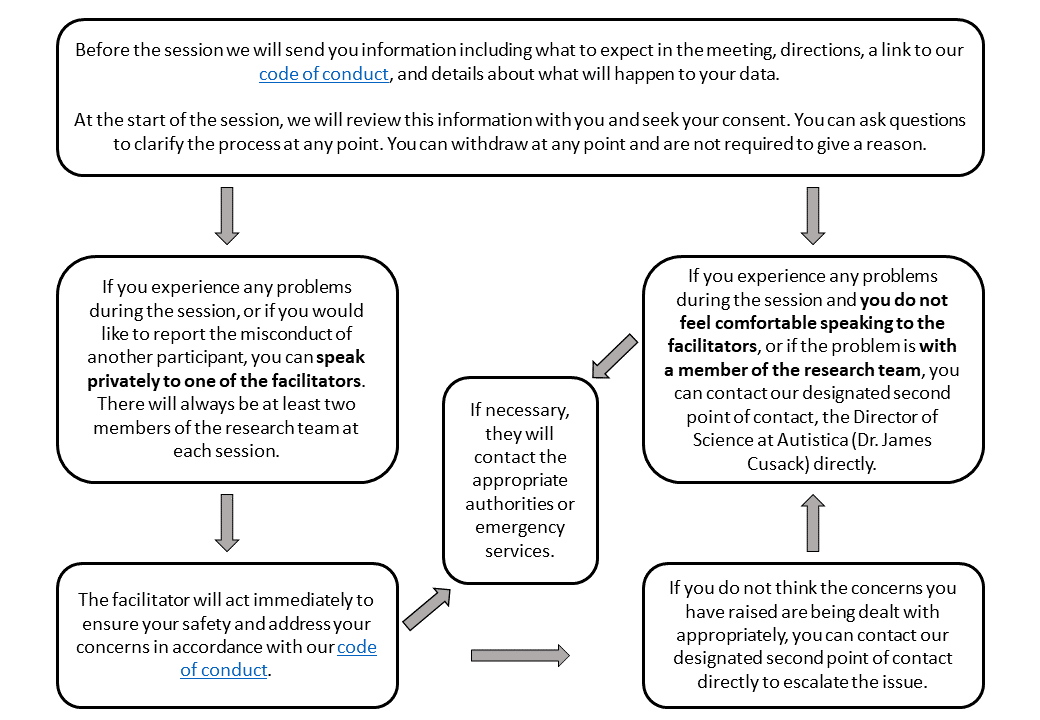 Before the session we will send you information including what to expect in the meeting, directions, a link to our
code of conduct, and details about what will happen to your data.
At the start of the session, we will review this information with you and seek your consent. You can ask questions
to clarify the process at any point. You can withdraw at any point and are not required to give a reason.
If you experience any problems
during the session, or if you would
like to report the misconduct of
another participant, you can speak
privately to one of the facilitators.
There will always be at least two
members of the research team at
each session.
If you experience any problems
during the session and you do not
feel comfortable speaking to the
facilitators, or if the problem is with
a member of the research team, you
can contact our designated second
point of contact, the Director of
Science at Autistica (Dr. James
Cusack) directly.
If necessary,
they will
contact the
appropriate
authorities or
emergency
services.
The facilitator will act immediately to
ensure your safety and address your
concerns in accordance with our code
of conduct.
If you do not think the concerns you
have raised are being dealt with
appropriately, you can contact our
designated second point of contact
directly to escalate the issue.